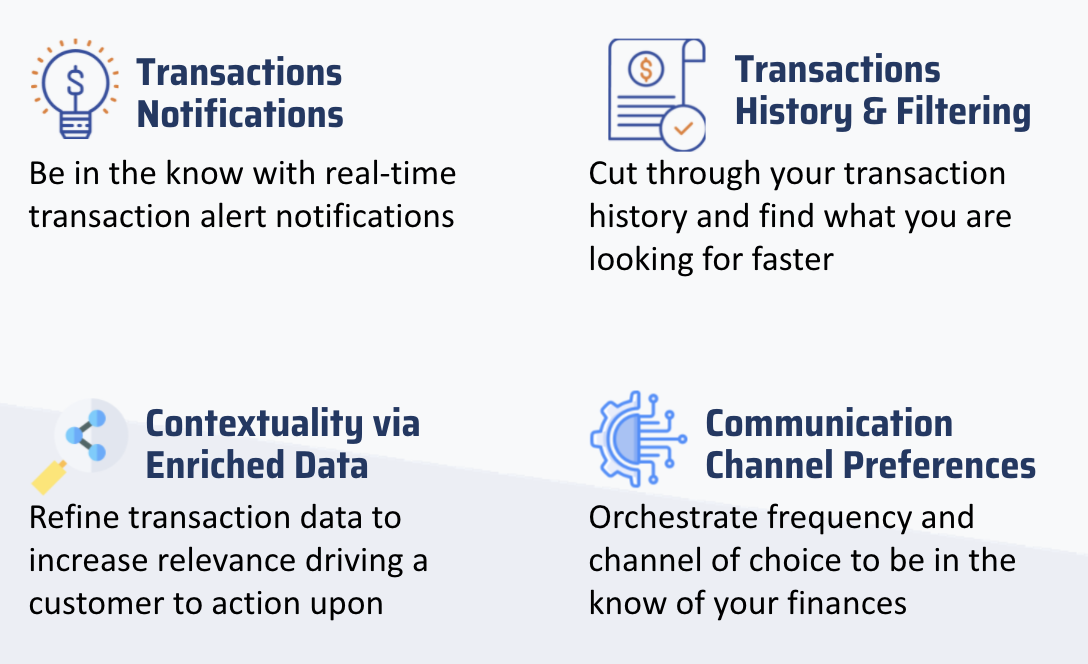 Transactions
Notifications
Be in the know with real-time
transaction alert notifications
Transactions
History & Filtering
Cut through your transaction
history and find what you are
looking for faster
Contextuality via
Enriched Data
Refine transaction data to
increase relevance driving a
customer to action upon
Communication
Channel Preferences
Orchestrate frequency and
channel of choice to be in the
know of your finances